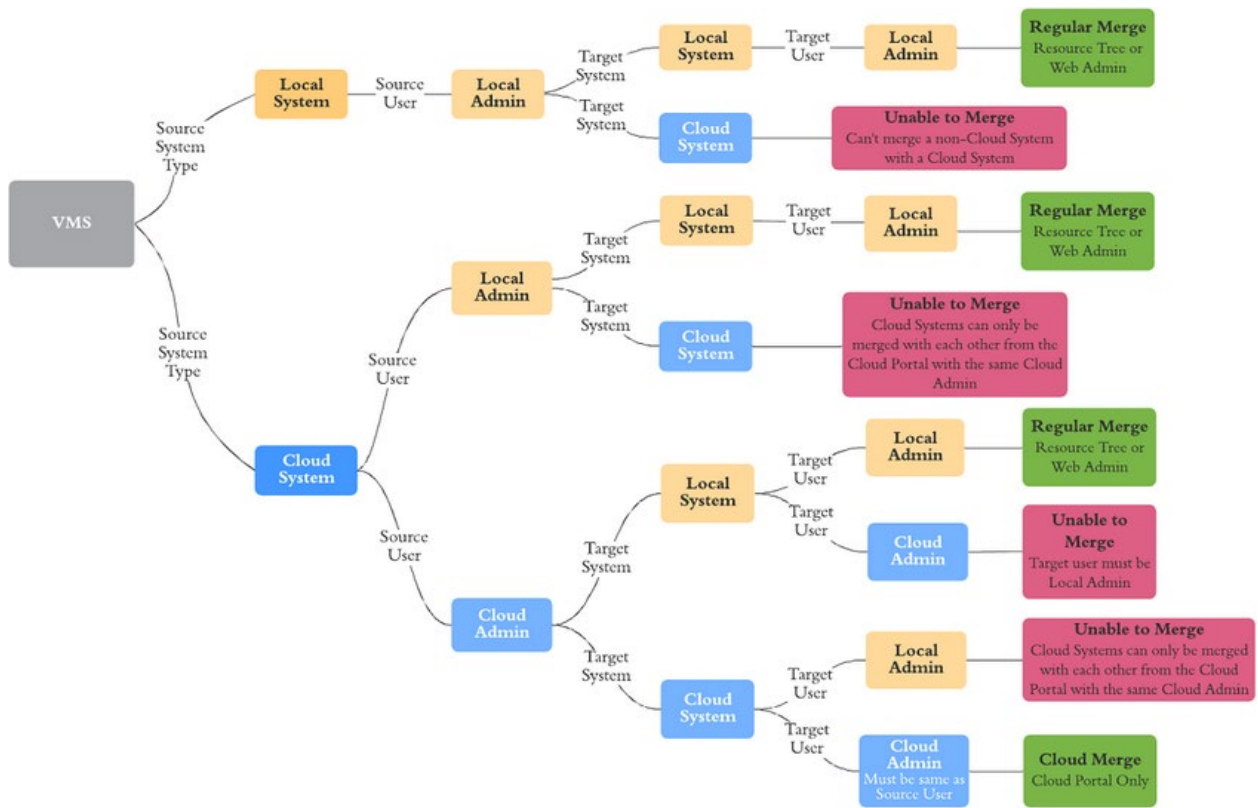 VMS
Source
System
Type
Local
System
Source
User
Local
Admin
Target
System
Local
System
Target
User
Local
Admin
Regular Merge
Resource Tree or
Web Admin
Target
System
Cloud
System
Unable to Merge
Can't merge a non-Cloud System
with a Cloud System
Source
System
Type
Cloud
System
Source
User
Local
Admin
Target
System
Local
System
Target
User
Local
Admin
Regular Merge
Resource Tree or
Web Admin
Target
System
Cloud
System
Unable to Merge
Cloud Systems can only be
merged with each other from the
Cloud Portal with the same Cloud
Admin
Source
User
Cloud
Admin
Target
System
Local
System
Target
User
Local
Admin
Regular Merge
Resource Tree or
Web Admin
Target
User
Cloud
Admin
Unable to
Merge
Target user must be
Local Admin
Target
System
Cloud
System
Target
User
Local
Admin
Unable to Merge
Cloud Systems can only be merged
with each other from the Cloud
Portal with the same Cloud Admin
Target
User
Cloud
Admin
Must be same as
Source User
Cloud Merge
Cloud Portal Only